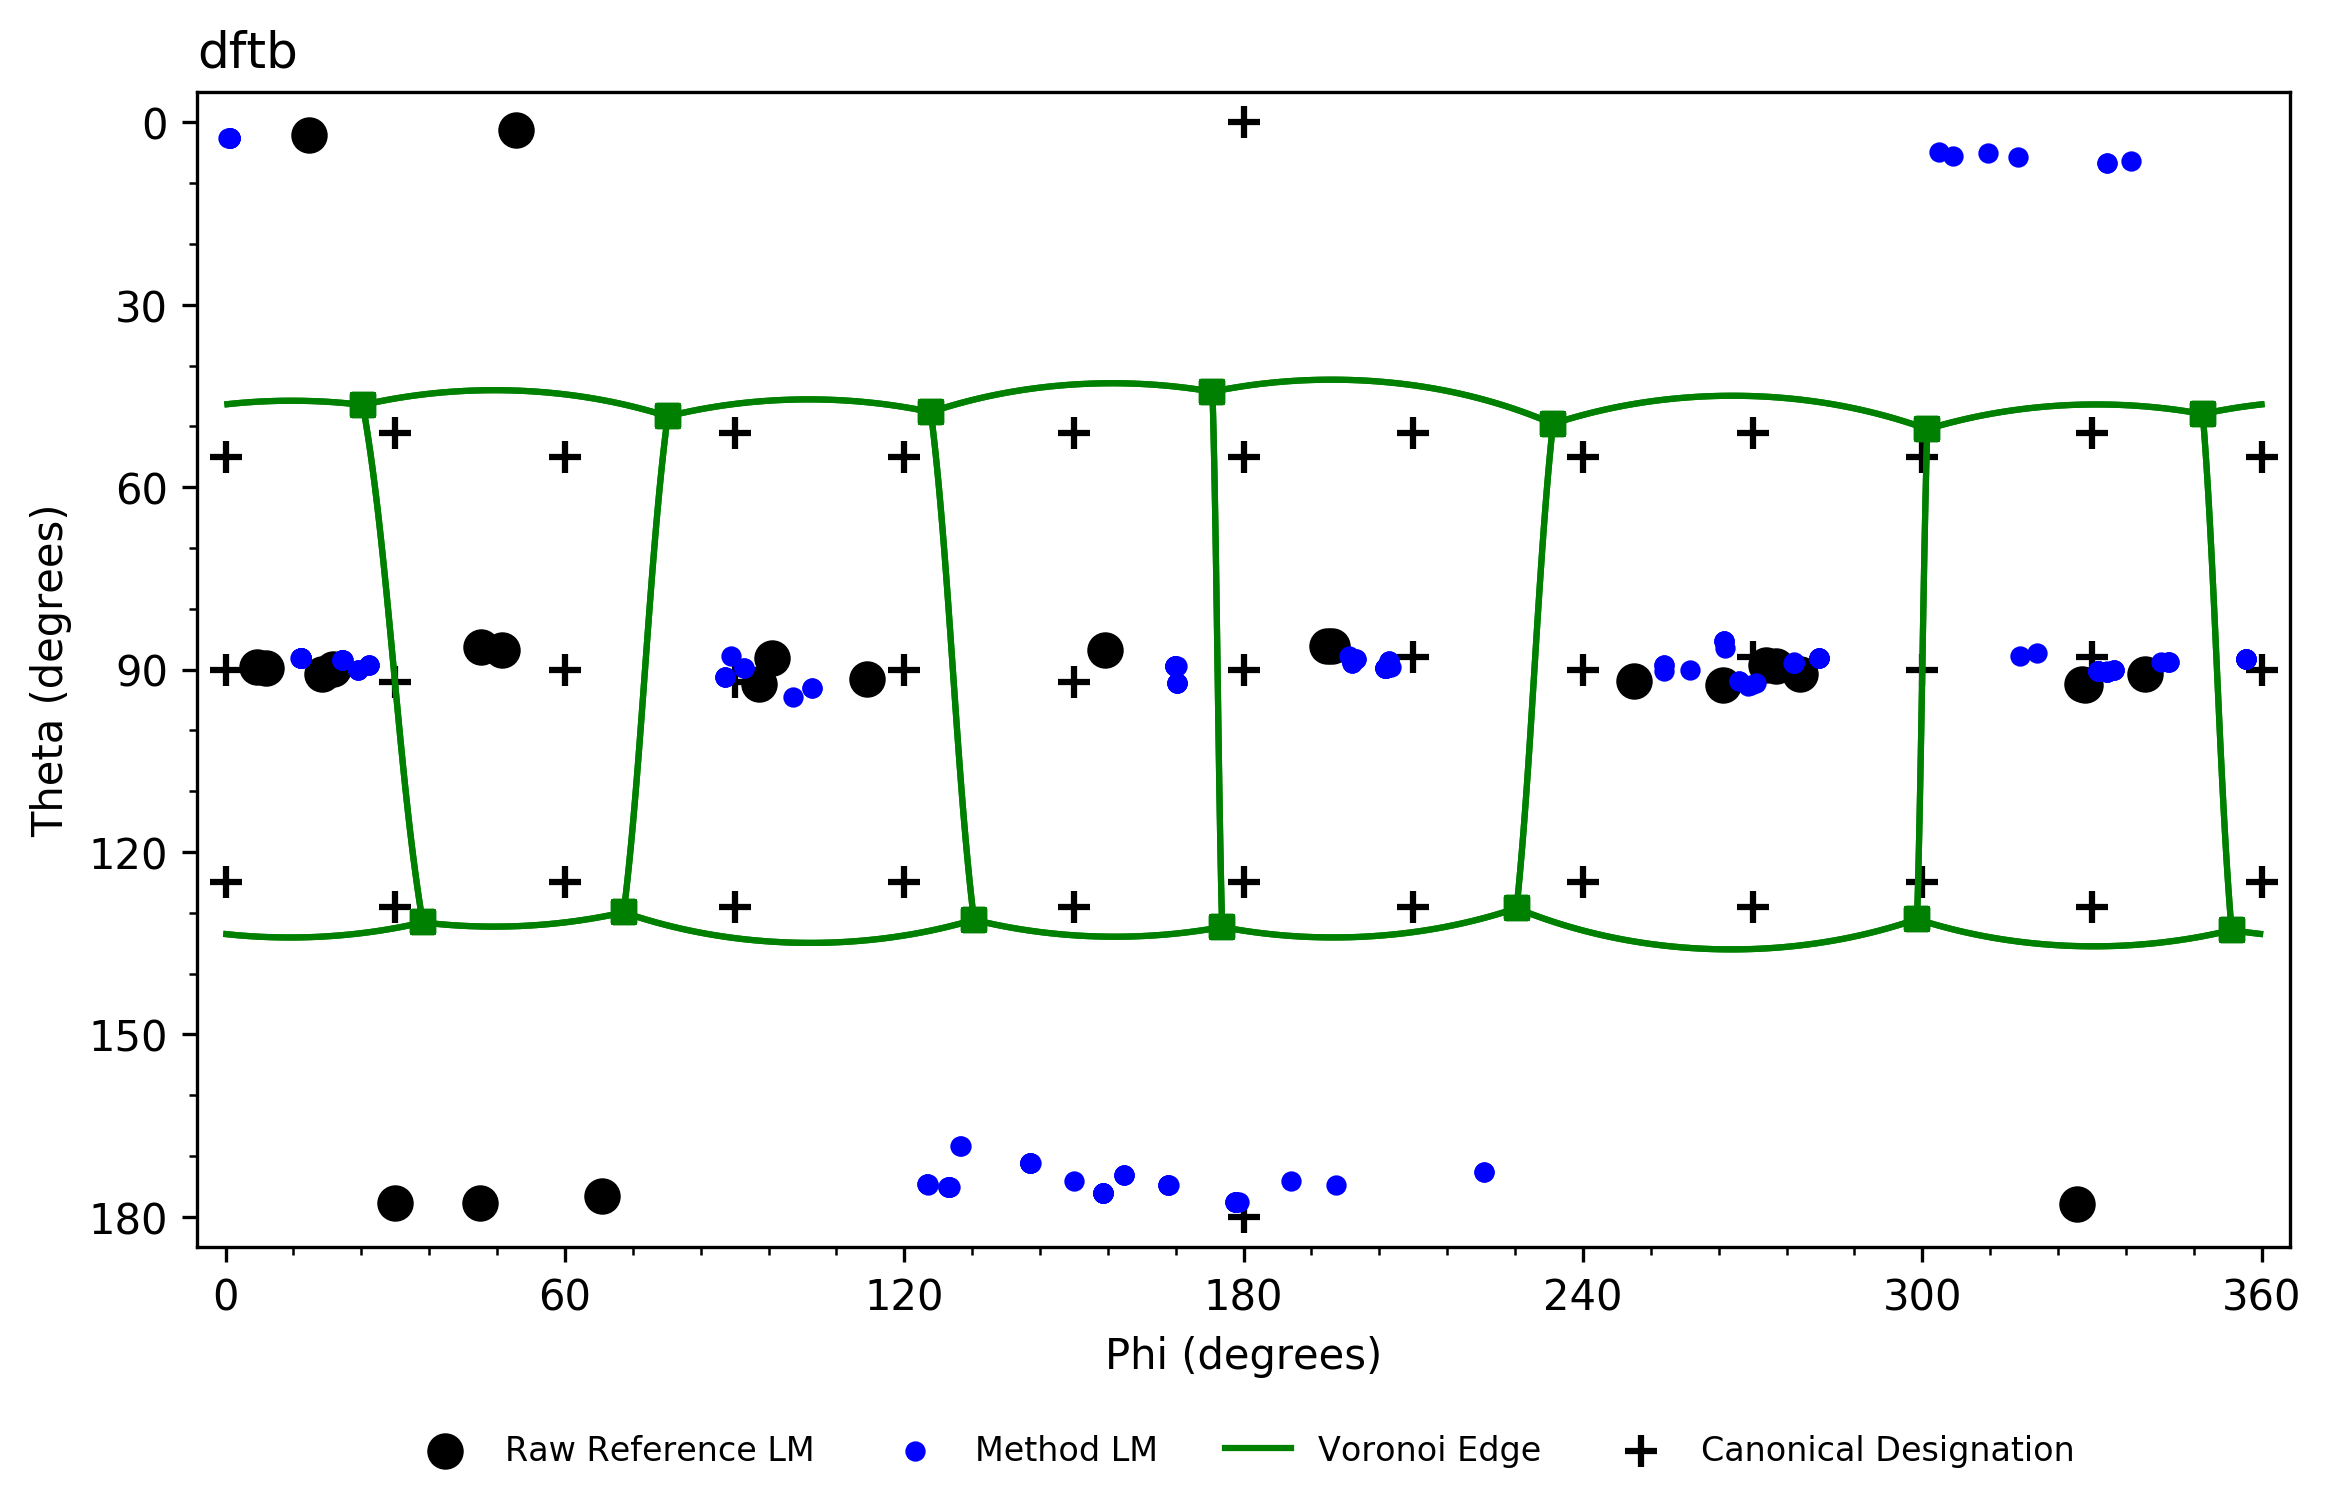 dftb
0
30
60
90
120
150
180
Theta (degrees)
0 60 120 180 240 300 360
Phi (degrees)
Raw Reference LM Method LM Voronoi Edge Canonical Designation